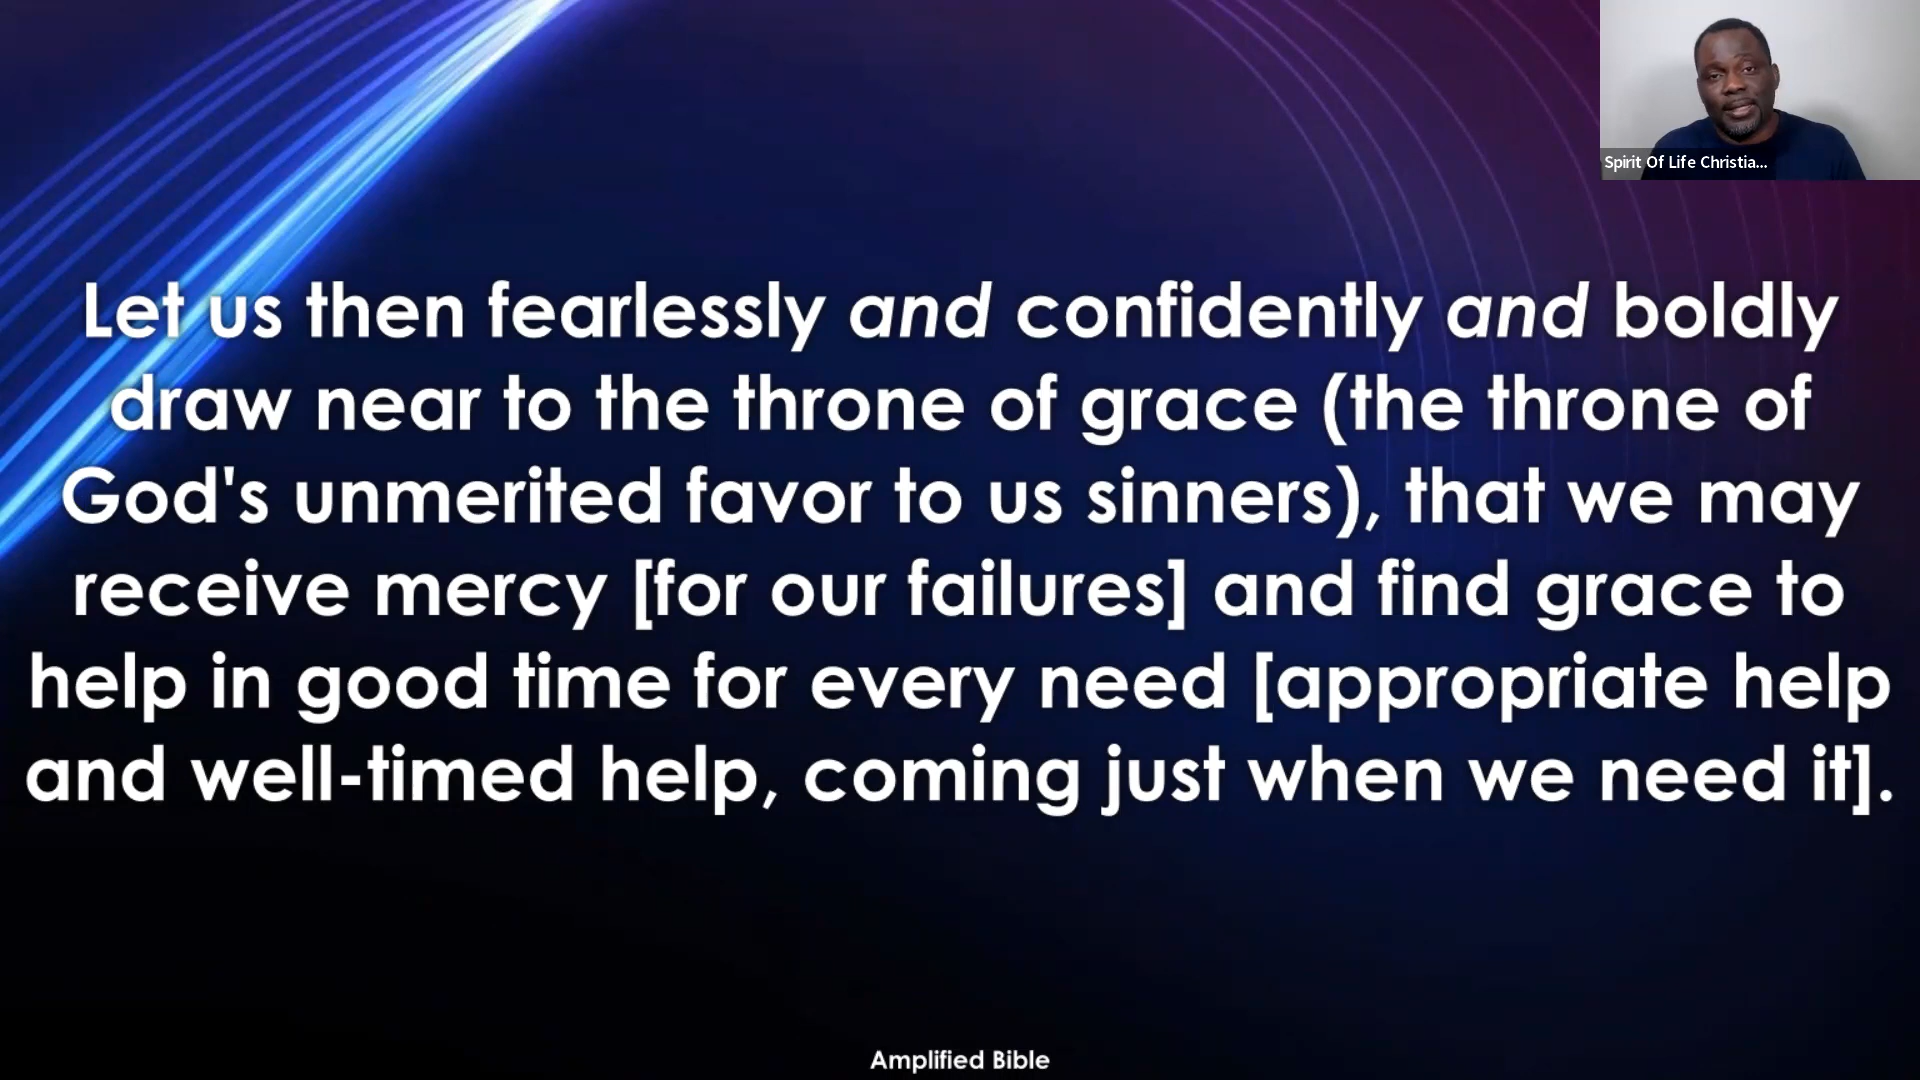 Spirit Of Life Christia...
Let us then fearlessly and confidently and boldly
draw near to the throne of grace (the throne of
God's unmerited favor to us sinners), that we may
receive mercy [for our failures] and find grace to
help in good time for every need [appropriate help
and well-timed help, coming just when we need it].
Amplified Bible